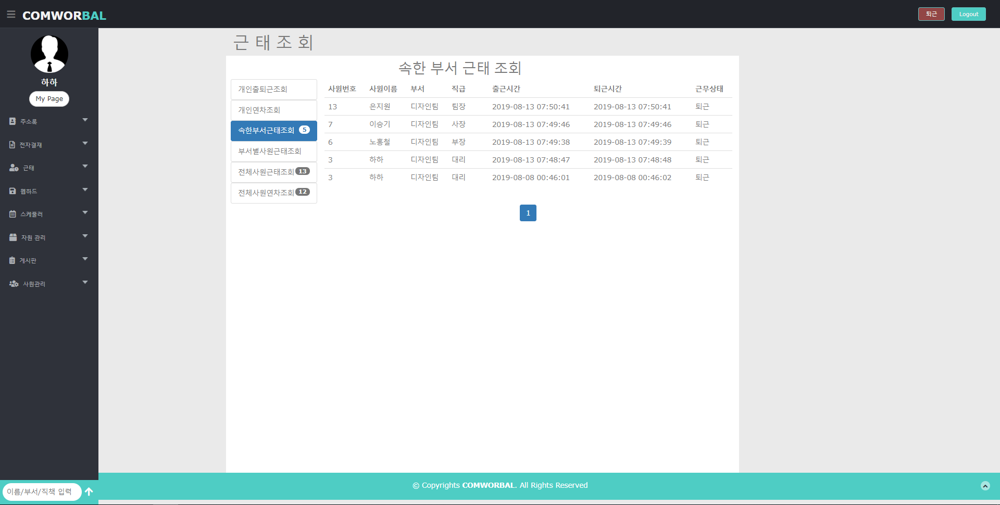 COMWORBAL
퇴근
Logout
하하
My Page
주소록
전자결재
근태
웹하드
스케줄러
자원 관리
게시판
사원관리
이름/부서/직책 입력
근 태 조 회
속한 부서 근태 조회
개인출퇴근조회
개인연차조회
속한부서근태조회 5
부서별사원근태조회
전체사원근태조회 13
전체사원연차조회 12
사원번호 사원이름 부서 직급 출근시간 퇴근시간 근무상태
13 은지원 디자인팀 팀장 2019-08-13 07:50:41 2019-08-13 07:50:41 퇴근
7 이승기 디자인팀 사장 2019-08-13 07:49:46 2019-08-13 07:49:46 퇴근
6 노홍철 디자인팀 부장 2019-08-13 07:49:38 2019-08-13 07:49:39 퇴근
3 하하 디자인팀 대리 2019-08-13 07:48:47 2019-08-13 07:48:48 퇴근
3 하하 디자인팀 대리 2019-08-08 00:46:01 2019-08-08 00:46:02 퇴근
1
© Copyrights COMWORBAL. All Rights Reserved